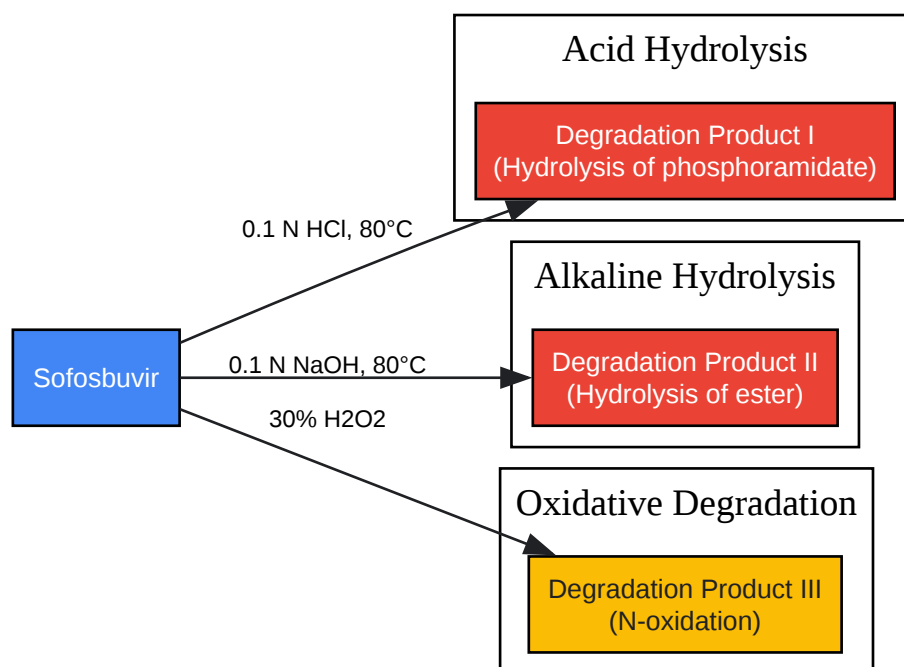 Acid Hydrolysis
Degradation Product I
(Hydrolysis of phosphoramidate)
0.1 N HCl, 80°C
Alkaline Hydrolysis
Sofosbuvir
0.1 N NaOH, 80°C
Degradation Product II
(Hydrolysis of ester)
30% H2O2
Oxidative Degradation
Degradation Product III
(N-oxidation)